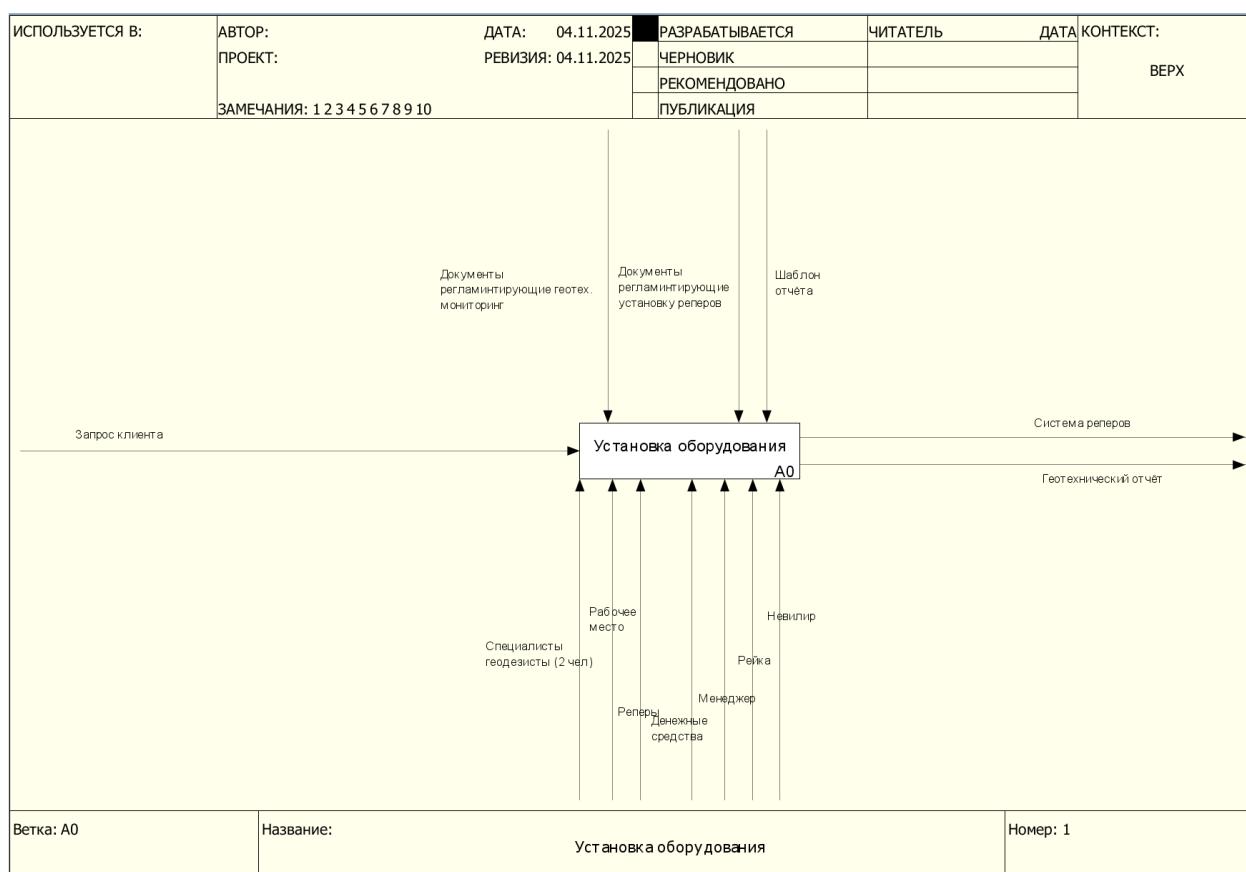 ИСПОЛЬЗУЕТСЯ В:
АВТОР:
ДАТА: 04.11.2025
РАЗРАБАТЫВАЕТСЯ
ЧИТАТЕЛЬ
ДАТА
КОНТЕКСТ:
ПРОЕКТ:
РЕВИЗИЯ: 04.11.2025
ЧЕРНОВИК
ВЕРХ
РЕКОМЕНДОВАНО
ЗАМЕЧАНИЯ: 1 2 3 4 5 6 7 8 9 10
ПУБЛИКАЦИЯ
Документы
регламинтирующие геотех.
мониторинг
Документы
регламинтирующие
установку реперов
Шаблон
отчёта
Запрос клиента
Установка оборудования
A0
Система реперов
Геотехнический отчёт
Специалисты
геодезисты (2 чел)
Рабочее
место
Реперы
Денежные
средства
Менеджер
Рейка
Невилир
Ветка: A0
Название:
Установка оборудования
Номер: 1